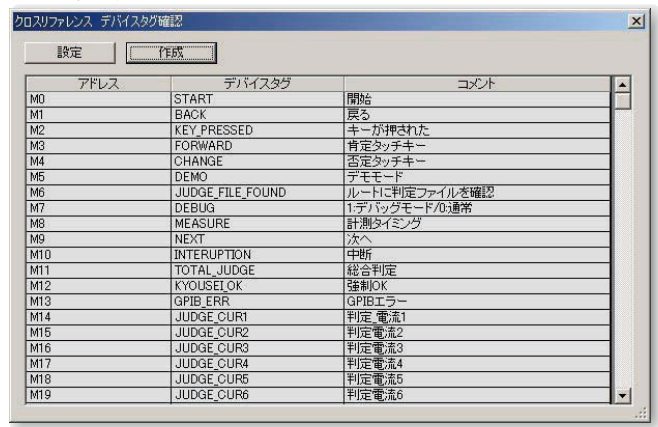 クロスリファレンス デバイスタグ確認
設定 作成
アドレス デバイスタグ コメント
M0 START 開始
M1 BACK 戻る
M2 KEY_PRESSED キーが押された
M3 FORWARD 肯定タッチキー
M4 CHANGE 否定タッチキー
M5 DEMO デモモード
M6 JUDGE_FILE_FOUND ルートに判定ファイルを確認
M7 DEBUG 1:デバッグモード/0:通常
M8 MEASURE 計測タイミング
M9 NEXT 次へ
M10 INTERUPTION 中断
M11 TOTAL_JUDGE 総合判定
M12 KYOUSEI_OK 強制OK
M13 GPIB_ERR GPIBエラー
M14 JUDGE_CUR1 判定_電流1
M15 JUDGE_CUR2 判定電流2
M16 JUDGE_CUR3 判定電流3
M17 JUDGE_CUR4 判定電流4
M18 JUDGE_CUR5 判定電流5
M19 JUDGE_CUR6 判定電流6